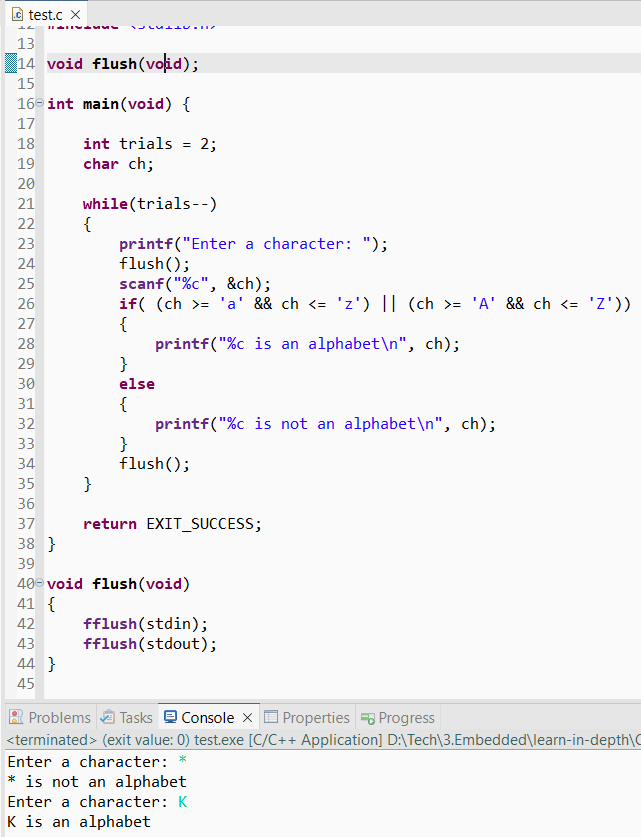 test.c
12 #include <stdlib.h>
13
14 void flush(void);
15
16 int main(void) {
17
18 int trials = 2;
19 char ch;
20
21 while(trials--)
22 {
23 printf("Enter a character: ");
24 flush();
25 scanf("%c", &ch);
26 if( (ch >= 'a' && ch <= 'z') || (ch >= 'A' && ch <= 'Z'))
27 {
28 printf("%c is an alphabet\n", ch);
29 }
30 else
31 {
32 printf("%c is not an alphabet\n", ch);
33 }
34 flush();
35 }
36
37 return EXIT_SUCCESS;
38 }
39
40 void flush(void)
41 {
42 fflush(stdin);
43 fflush(stdout);
44 }
45
Problems Tasks Console Properties Progress
<terminated> (exit value: 0) test.exe [C/C++ Application] D:\Tech\3.Embedded\learn-in-depth\
Enter a character: *
* is not an alphabet
Enter a character: K
K is an alphabet